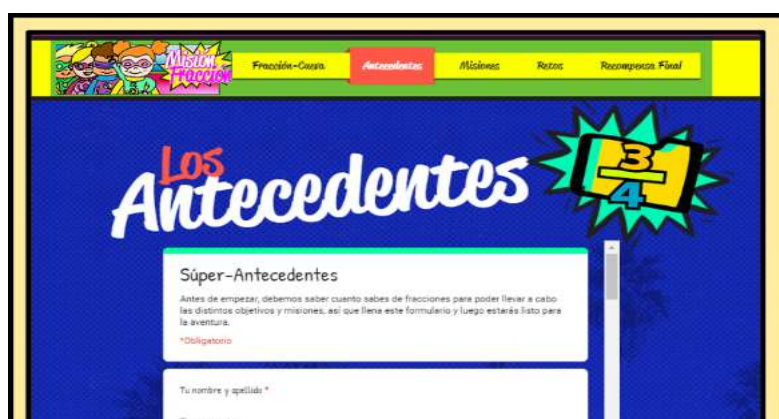 Misión
Fracción
Fracción-Cueva
Antecedentes
Misiones
Retos
Recompensa Final
Los
Antecedentes
3
4
Súper-Antecedentes
Antes de empezar, debemos saber cuanto sabes de fracciones para poder llevar a cabo
las distintos objetivos y misiones, así que llena este formulario y luego estarás listo para
la aventura.
*Obligatorio
Tu nombre y apellido *